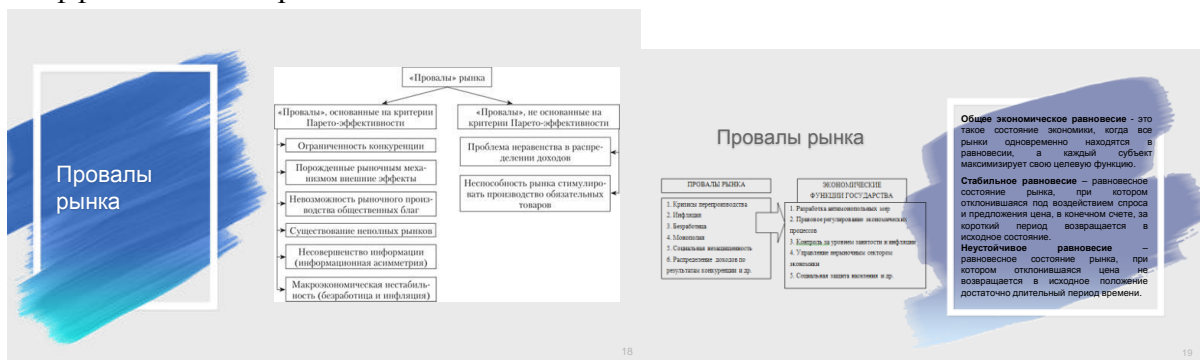 Провалы
рынка
«Провалы» рынка
«Провалы», основанные на критерии
Парето-эффективности
Ограниченность конкуренции
Порожденные рыночным меха-
низмом внешние эффекты
Невозможность рыночного произ-
водства общественных благ
Существование неполных рынков
Несовершенство информации
(информационная асимметрия)
Макроэкономическая нестабиль-
ность (безработица и инфляция)
«Провалы», не основанные на
критерии Парето-эффективности
Проблема неравенства в распре-
делении доходов
Неспособность рынка стимулиро-
вать производство обязательных
товаров
18
Провалы рынка
ПРОВАЛЫ РЫНКА
1. Кризисы перепроизводства
2. Инфляция
3. Безработица
4. Монополия
5. Социальная незащищенность
6. Распределение доходов по
результатам конкуренции и др.
ЭКОНОМИЧЕСКИЕ
ФУНКЦИИ ГОСУДАРСТВА
1. Разработка антимонопольных мер
2. Правовое регулирование экономических
процессов
3. Контроль за уровнем занятости и инфляции
4. Управление нерыночным сектором
экономики
5. Социальная защита населения и др.
Общее экономическое равновесие - это
такое состояние экономики, когда все
рынки одновременно находятся в
равновесии, а каждый субъект
максимизирует свою целевую функцию.
Стабильное равновесие – равновесное
состояние рынка, при котором
отклонившаяся под воздействием спроса
и предложения цена, в конечном счете, за
короткий период возвращается в
исходное состояние.
Неустойчивое равновесие –
равновесное состояние рынка, при
котором отклонившаяся цена не
возвращается в исходное положение
достаточно длительный период времени.
19